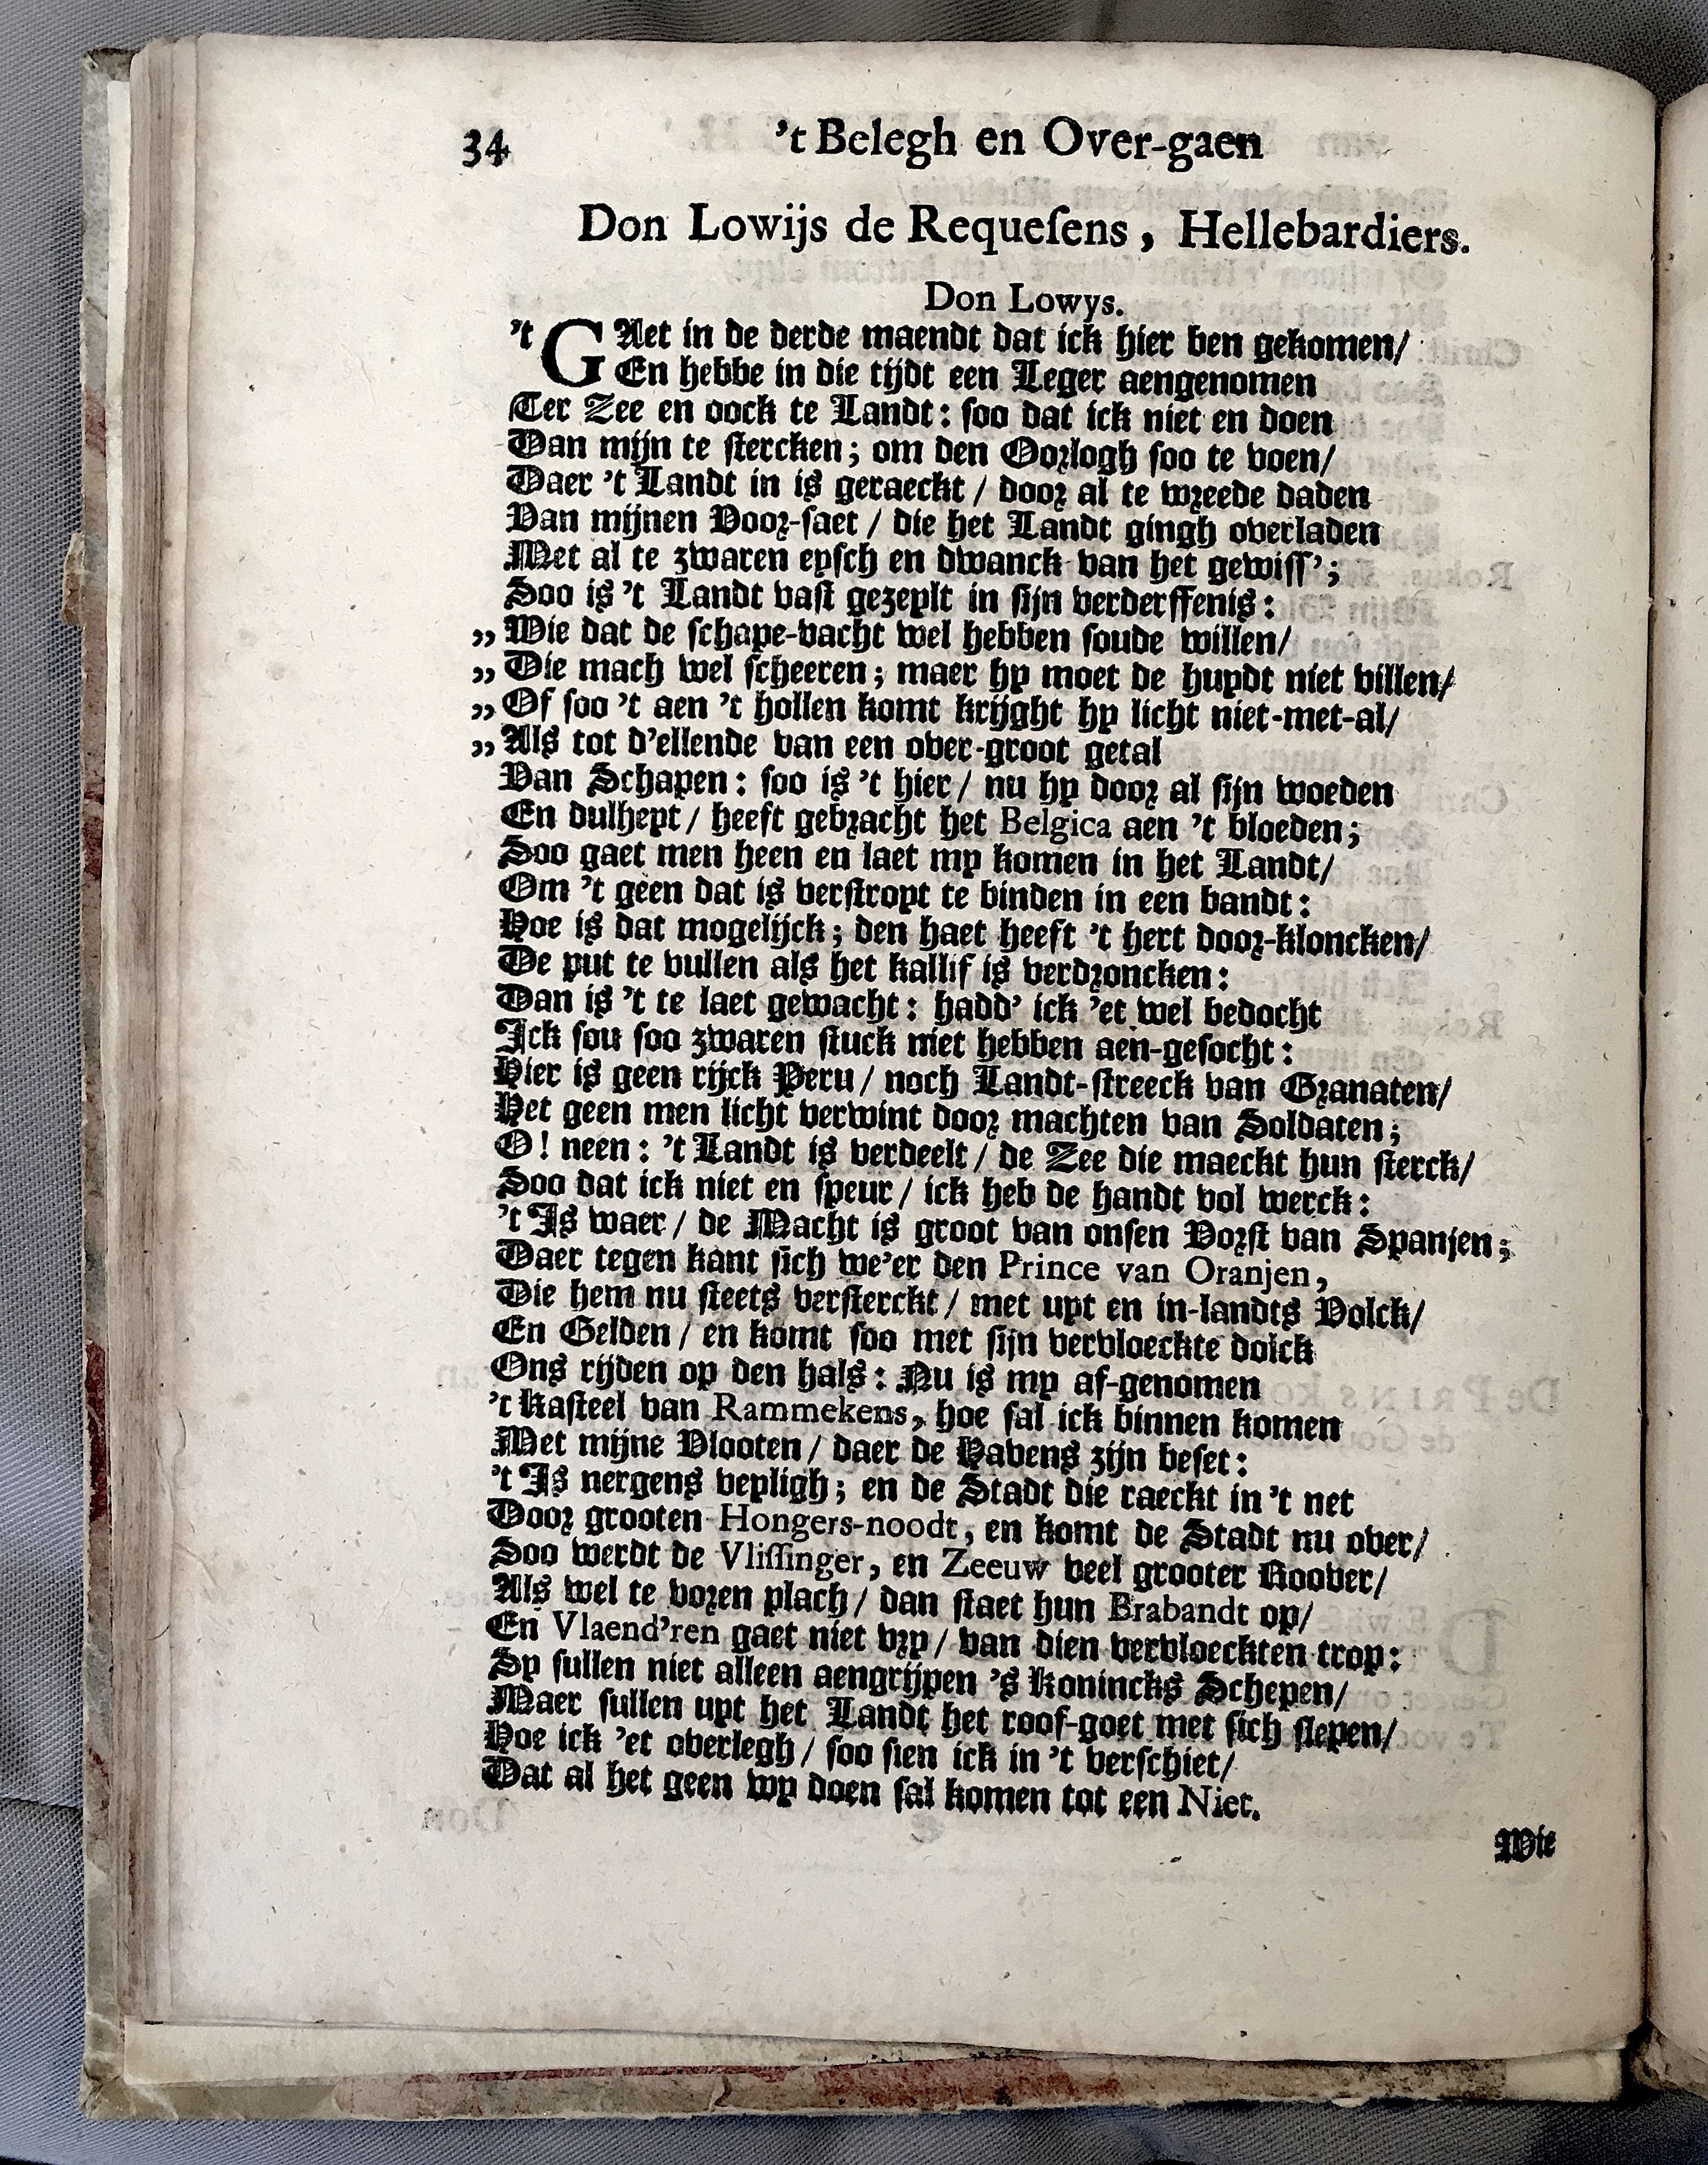 34 't Belegh en Over-gaen
Don Lowijs de Requeſens, Hellebardiers.
Don Lowys.
't GAet in de derde maendt dat ick hier ben gekomen/
En hebbe in die tijdt een Leger aengenomen
Ter Zee en oock te Landt: ſoo dat ick niet en doen
Dan mijn te ſtercken; om den Oorlogh ſoo te voen/
Daer 't Landt in is geraeckt / door al te wreede daden
Van mijnen Voor-ſaet / die het Landt gingh overladen
Met al te zwaren eyſch en dwanck van het gewiſſ';
Soo is 't Landt vaſt gezeylt in ſijn verderffenis:
„ Wie dat de ſchape-vacht wel hebben ſoude willen/
„ Die mach wel ſcheeren; maer hy moet de huydt niet villen/
„ Of ſoo 't aen 't hollen komt krijght hy licht niet-met-al/
„ Als tot d'ellende van een over-groot getal
Van Schapen: ſoo is 't hier / nu hy door al ſijn woeden
En dulheyt / heeft gebracht het Belgica aen 't bloeden;
Soo gaet men heen en laet my komen in het Landt/
Om 't geen dat is verſtroyt te binden in een bandt:
Hoe is dat mogelijck; den haet heeft 't hert door-kloncken/
De put te vullen als het kallif is verdroncken:
Dan is 't te laet gewacht: hadd' ick 'et wel bedocht
Ick ſou ſoo zwaren ſtuck niet hebben aen-geſocht:
Hier is geen rijck Peru / noch Landt-ſtreeck van Granaten/
Het geen men licht verwint door machten van Soldaten;
O! neen: 't Landt is verdeelt / de Zee die maeckt hun ſterck/
Soo dat ick niet en ſpeur / ick heb de handt vol werck:
't Is waer / de Macht is groot van onſen Vorſt van Spanjen;
Daer tegen kant ſich we'er den Prince van Oranjen,
Die hem nu ſteets verſterckt / met uyt en in-landts Volck/
En Gelden / en komt ſoo met ſijn vervloeckte dolck
Ons rijden op den hals: Nu is my af-genomen
't Kaſteel van Rammekens, hoe ſal ick binnen komen
Met mijne Vlooten / daer de Havens zijn beſet:
't Is nergens veyligh; en de Stadt die raeckt in 't net
Door grooten Hongers-noodt, en komt de Stadt nu over/
Soo werdt de Vliſſinger, en Zeeuw veel grooter Roover/
Als wel te voren plach / dan ſtaet hun Brabandt op/
En Vlaend'ren gaet niet vry / van dien vervloeckten trop:
Sy ſullen niet alleen aengrijpen 's Konincks Schepen/
Maer ſullen uyt het Landt het roof-goet met ſich ſlepen/
Hoe ick 'et overlegh / ſoo ſien ick in 't verſchiet/
Dat al het geen wy doen ſal komen tot een Niet.
Wie